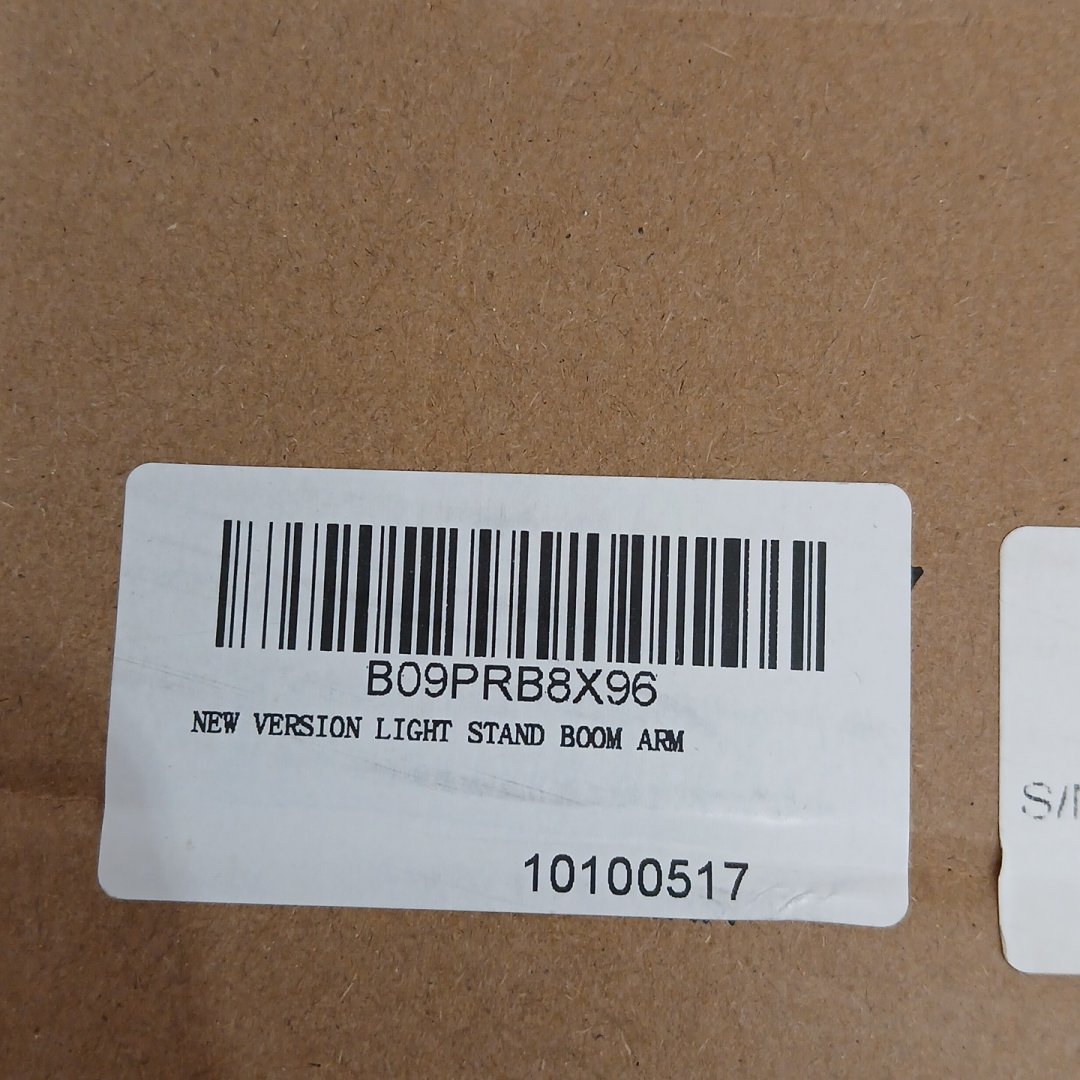 B09PRB8X96
NEW VERSION LIGHT STAND BOOM ARM
10100517
S/